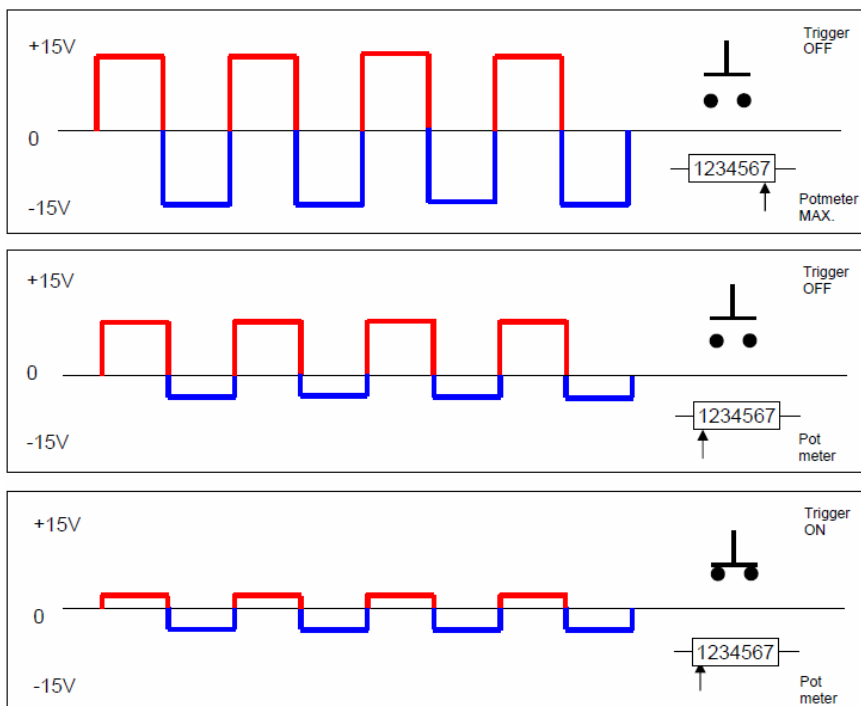 +15V
Trigger
OFF
0
1234567
-15V
Potmeter
MAX.
+15V
Trigger
OFF
0
1234567
-15V
Pot
meter
+15V
Trigger
ON
0
1234567
-15V
Pot
meter